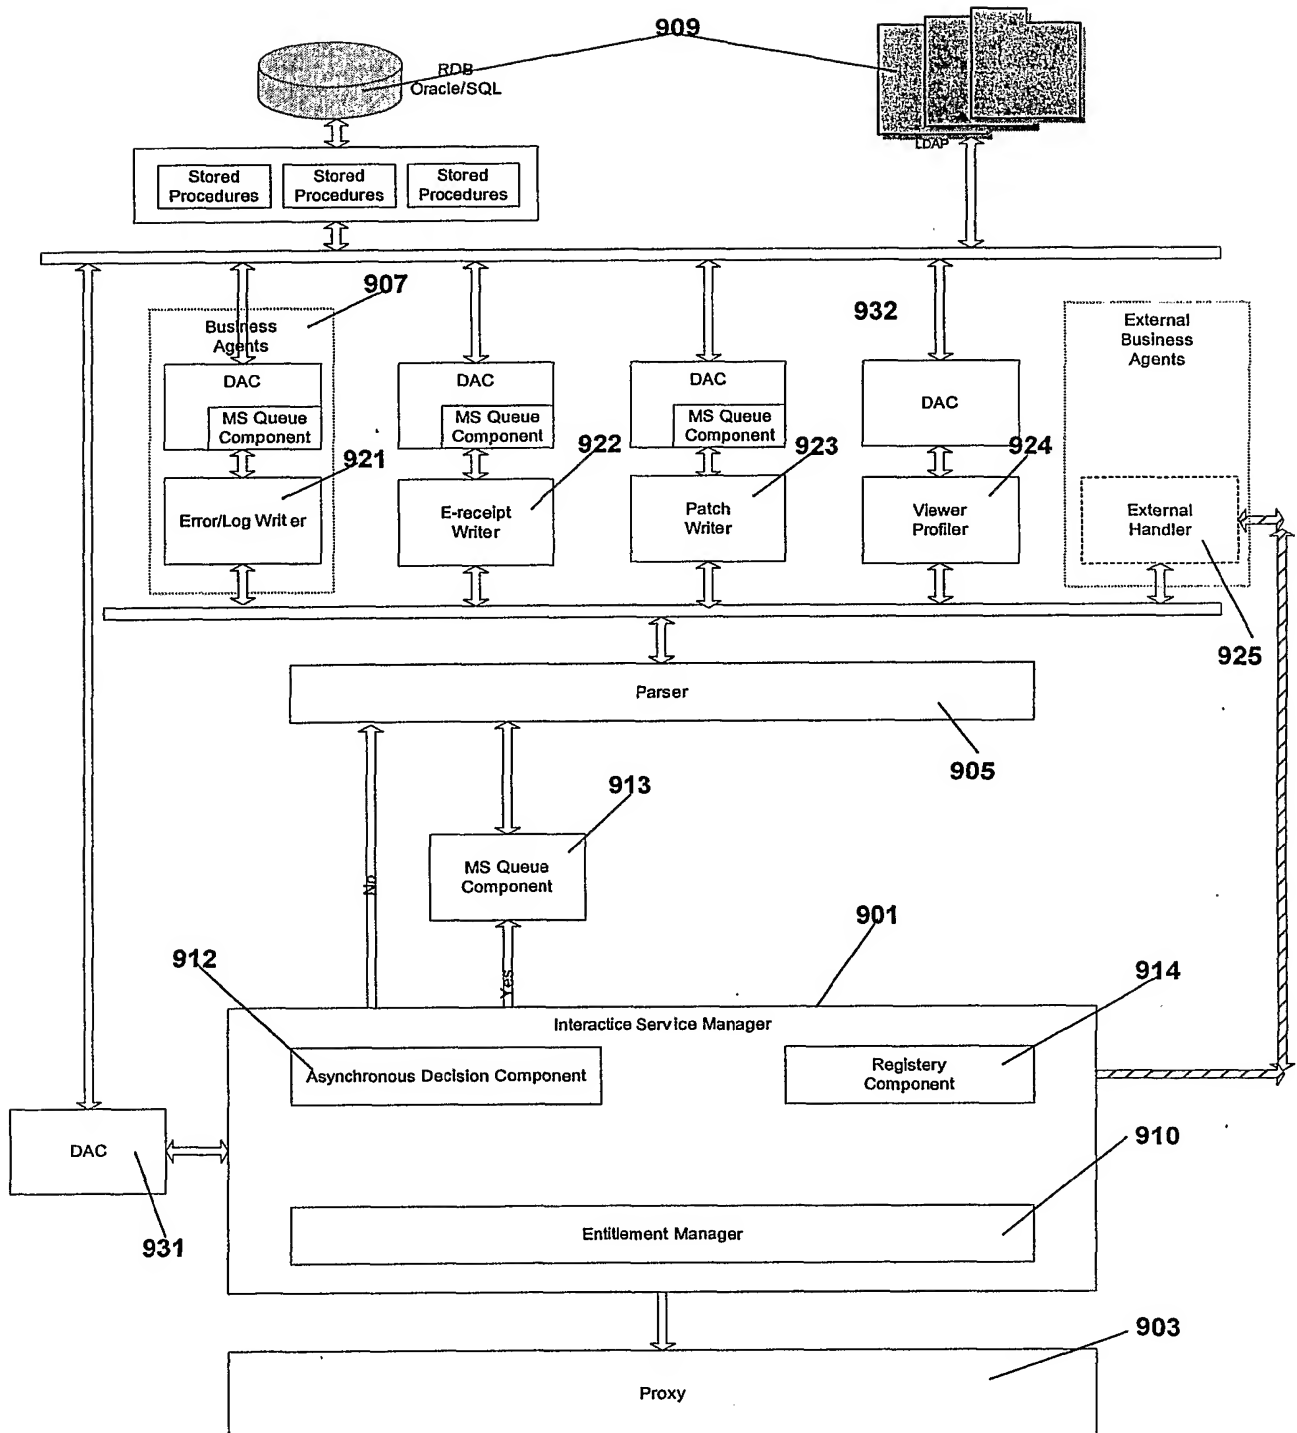 909
RDB
Oracle/SQL
LDAP
Stored
Procedures
Stored
Procedures
Stored
Procedures
907
932
Business
Agents
External
Business
Agents
DAC
MS Queue
Component
DAC
MS Queue
Component
DAC
MS Queue
Component
DAC
921
922
923
924
Error/Log Writer
E-receipt
Writer
Patch
Writer
Viewer
Profiler
External
Handler
925
Parser
905
913
MS Queue
Component
No
Yes
901
912
914
Interactice Service Manager
Asynchronous Decision Component
Registery
Component
DAC
931
910
Entitlement Manager
903
Proxy